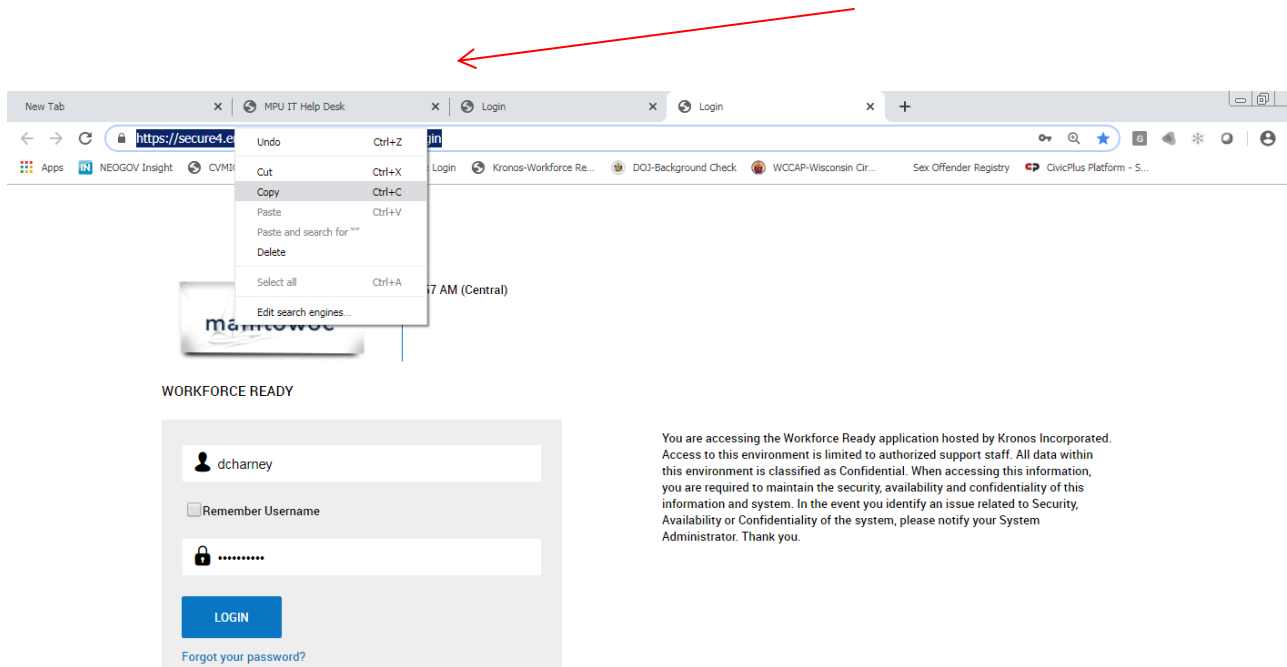 New Tab
MPU IT Help Desk
Login
Login
https://secure4.e
gin
Apps
NEOGOV Insight
Login
Kronos-Workforce Re...
DOJ-Background Check
WCCAP-Wisconsin Cir...
Sex Offender Registry
CivicPlus Platform - S...
Undo Ctrl+Z
Cut Ctrl+X
Copy Ctrl+C
Paste Ctrl+V
Paste and search for “”
Delete
Select all Ctrl+A
Edit search engines...
57 AM (Central)
manitowoc
WORKFORCE READY
dcharney
Remember Username
••••••••••
LOGIN
Forgot your password?
You are accessing the Workforce Ready application hosted by Kronos Incorporated.
Access to this environment is limited to authorized support staff. All data within
this environment is classified as Confidential. When accessing this information,
you are required to maintain the security, availability and confidentiality of this
information and system. In the event you identify an issue related to Security,
Availability or Confidentiality of the system, please notify your System
Administrator. Thank you.